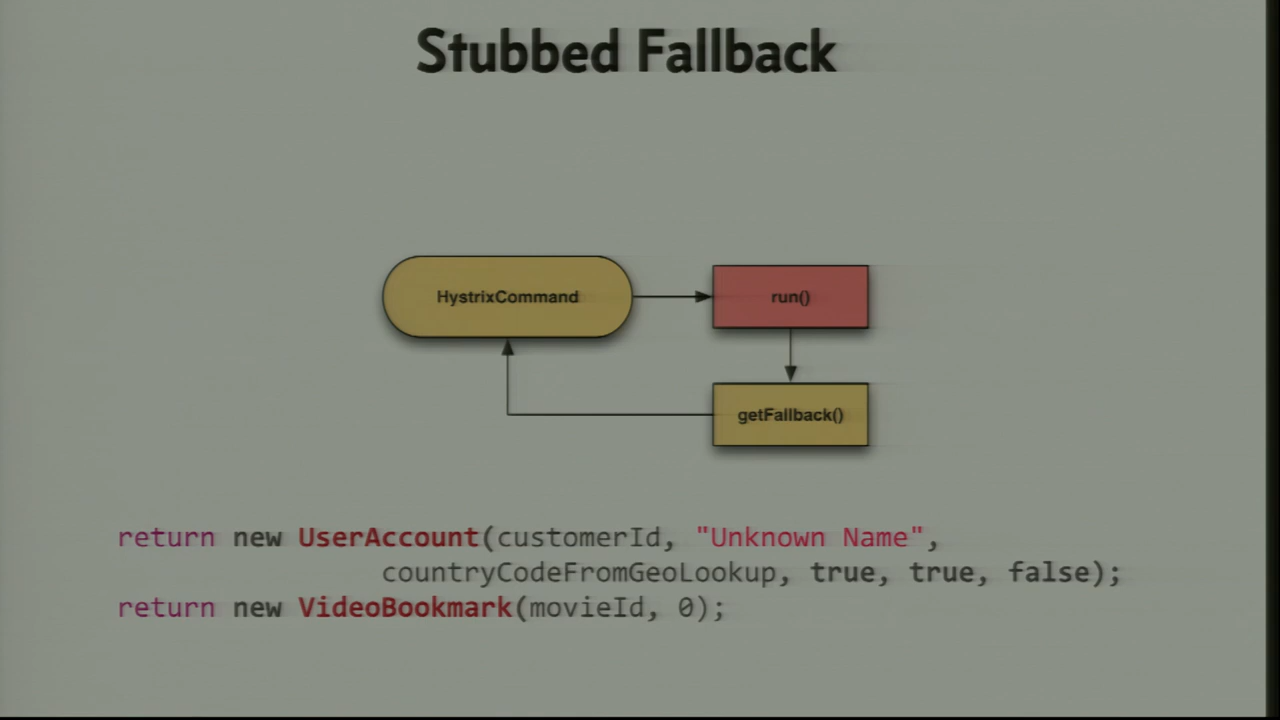 Stubbed Fallback
HystrixCommand
run()
getFallback()
return new UserAccount(customerId, "Unknown Name",
countryCodeFromGeoLookup, true, true, false);
return new VideoBookmark(movieId, 0);